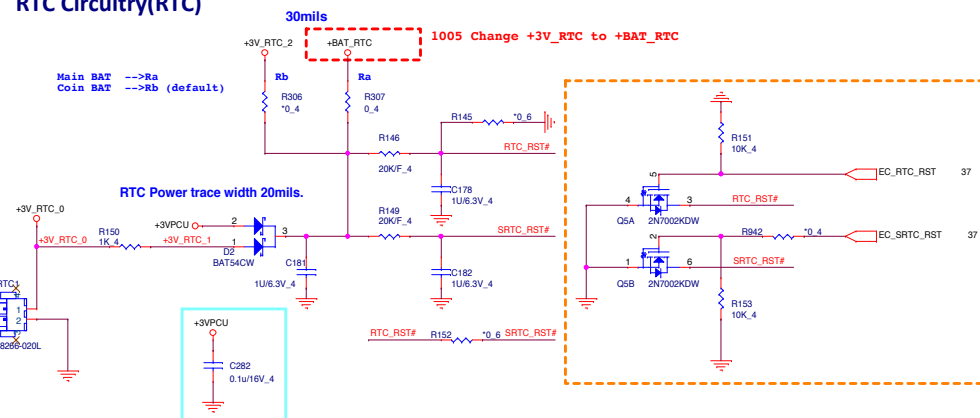 RTC Circuitry(RTC)
30mils
+3V_RTC_2
+BAT_RTC
1005 Change +3V_RTC to +BAT_RTC
Main BAT -->Ra
Coin BAT -->Rb (default)
Rb
Ra
R306
*0_4
R307
0_4
R145
*0_6
R146
20K/F_4
RTC_RST#
R151
10K_4
EC_RTC_RST
37
RTC Power trace width 20mils.
C178
1U/6.3V_4
5
4
3
RTC_RST#
Q5A
2N7002KDW
+3V_RTC_0
+3VPCU
2
R149
20K/F_4
SRTC_RST#
R150
1K_4
+3V_RTC_0
+3V_RTC_1
1
3
D2
BAT54CW
2
R942
*0_4
EC_SRTC_RST
37
C181
1U/6.3V_4
C182
1U/6.3V_4
1
6
SRTC_RST#
Q5B
2N7002KDW
RTC1
1
2
8266-020L
R153
10K_4
+3VPCU
C282
0.1u/16V_4
RTC_RST#
R152
*0_6
SRTC_RST#